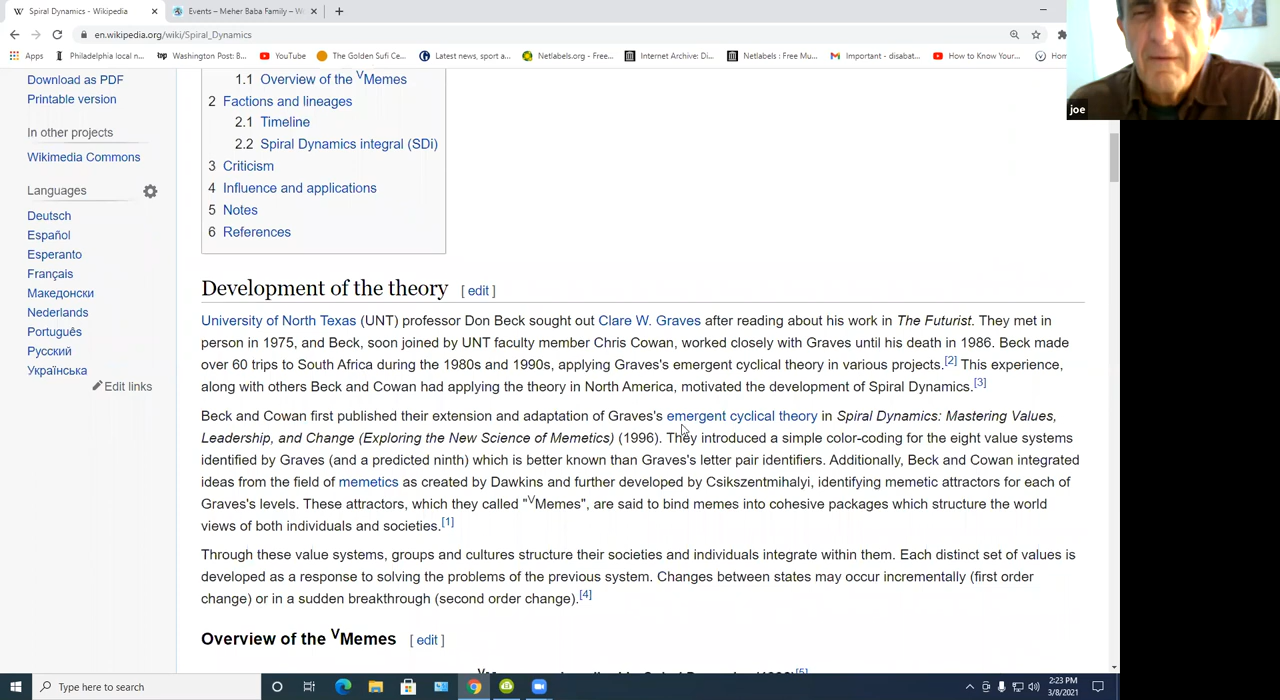 Spiral Dynamics - Wikipedia
Events – Meher Baba Family – W
en.wikipedia.org/wiki/Spiral_Dynamics
Apps
Philadelphia local n...
Washington Post: B...
YouTube
The Golden Sufi Ce...
Latest news, sport a...
Netlabels.org - Free...
Internet Archive: Di...
Netlabels : Free Mu...
Important - disabat...
How to Know Your...
Hom
joe
Download as PDF
Printable version
In other projects
Wikimedia Commons
Languages
Deutsch
Español
Esperanto
Français
Македонски
Nederlands
Português
Русский
Українська
Edit links
1.1 Overview of the VMemes
2 Factions and lineages
2.1 Timeline
2.2 Spiral Dynamics integral (SDi)
3 Criticism
4 Influence and applications
5 Notes
6 References
Development of the theory [ edit ]
University of North Texas (UNT) professor Don Beck sought out Clare W. Graves after reading about his work in The Futurist. They met in
person in 1975, and Beck, soon joined by UNT faculty member Chris Cowan, worked closely with Graves until his death in 1986. Beck made
over 60 trips to South Africa during the 1980s and 1990s, applying Graves's emergent cyclical theory in various projects.[2] This experience,
along with others Beck and Cowan had applying the theory in North America, motivated the development of Spiral Dynamics.[3]
Beck and Cowan first published their extension and adaptation of Graves's emergent cyclical theory in Spiral Dynamics: Mastering Values,
Leadership, and Change (Exploring the New Science of Memetics) (1996). They introduced a simple color-coding for the eight value systems
identified by Graves (and a predicted ninth) which is better known than Graves's letter pair identifiers. Additionally, Beck and Cowan integrated
ideas from the field of memetics as created by Dawkins and further developed by Csikszentmihalyi, identifying memetic attractors for each of
Graves's levels. These attractors, which they called "VMemes", are said to bind memes into cohesive packages which structure the world
views of both individuals and societies.[1]
Through these value systems, groups and cultures structure their societies and individuals integrate within them. Each distinct set of values is
developed as a response to solving the problems of the previous system. Changes between states may occur incrementally (first order
change) or in a sudden breakthrough (second order change).[4]
Overview of the VMemes [ edit ]
Type here to search
2:23 PM
3/8/2021